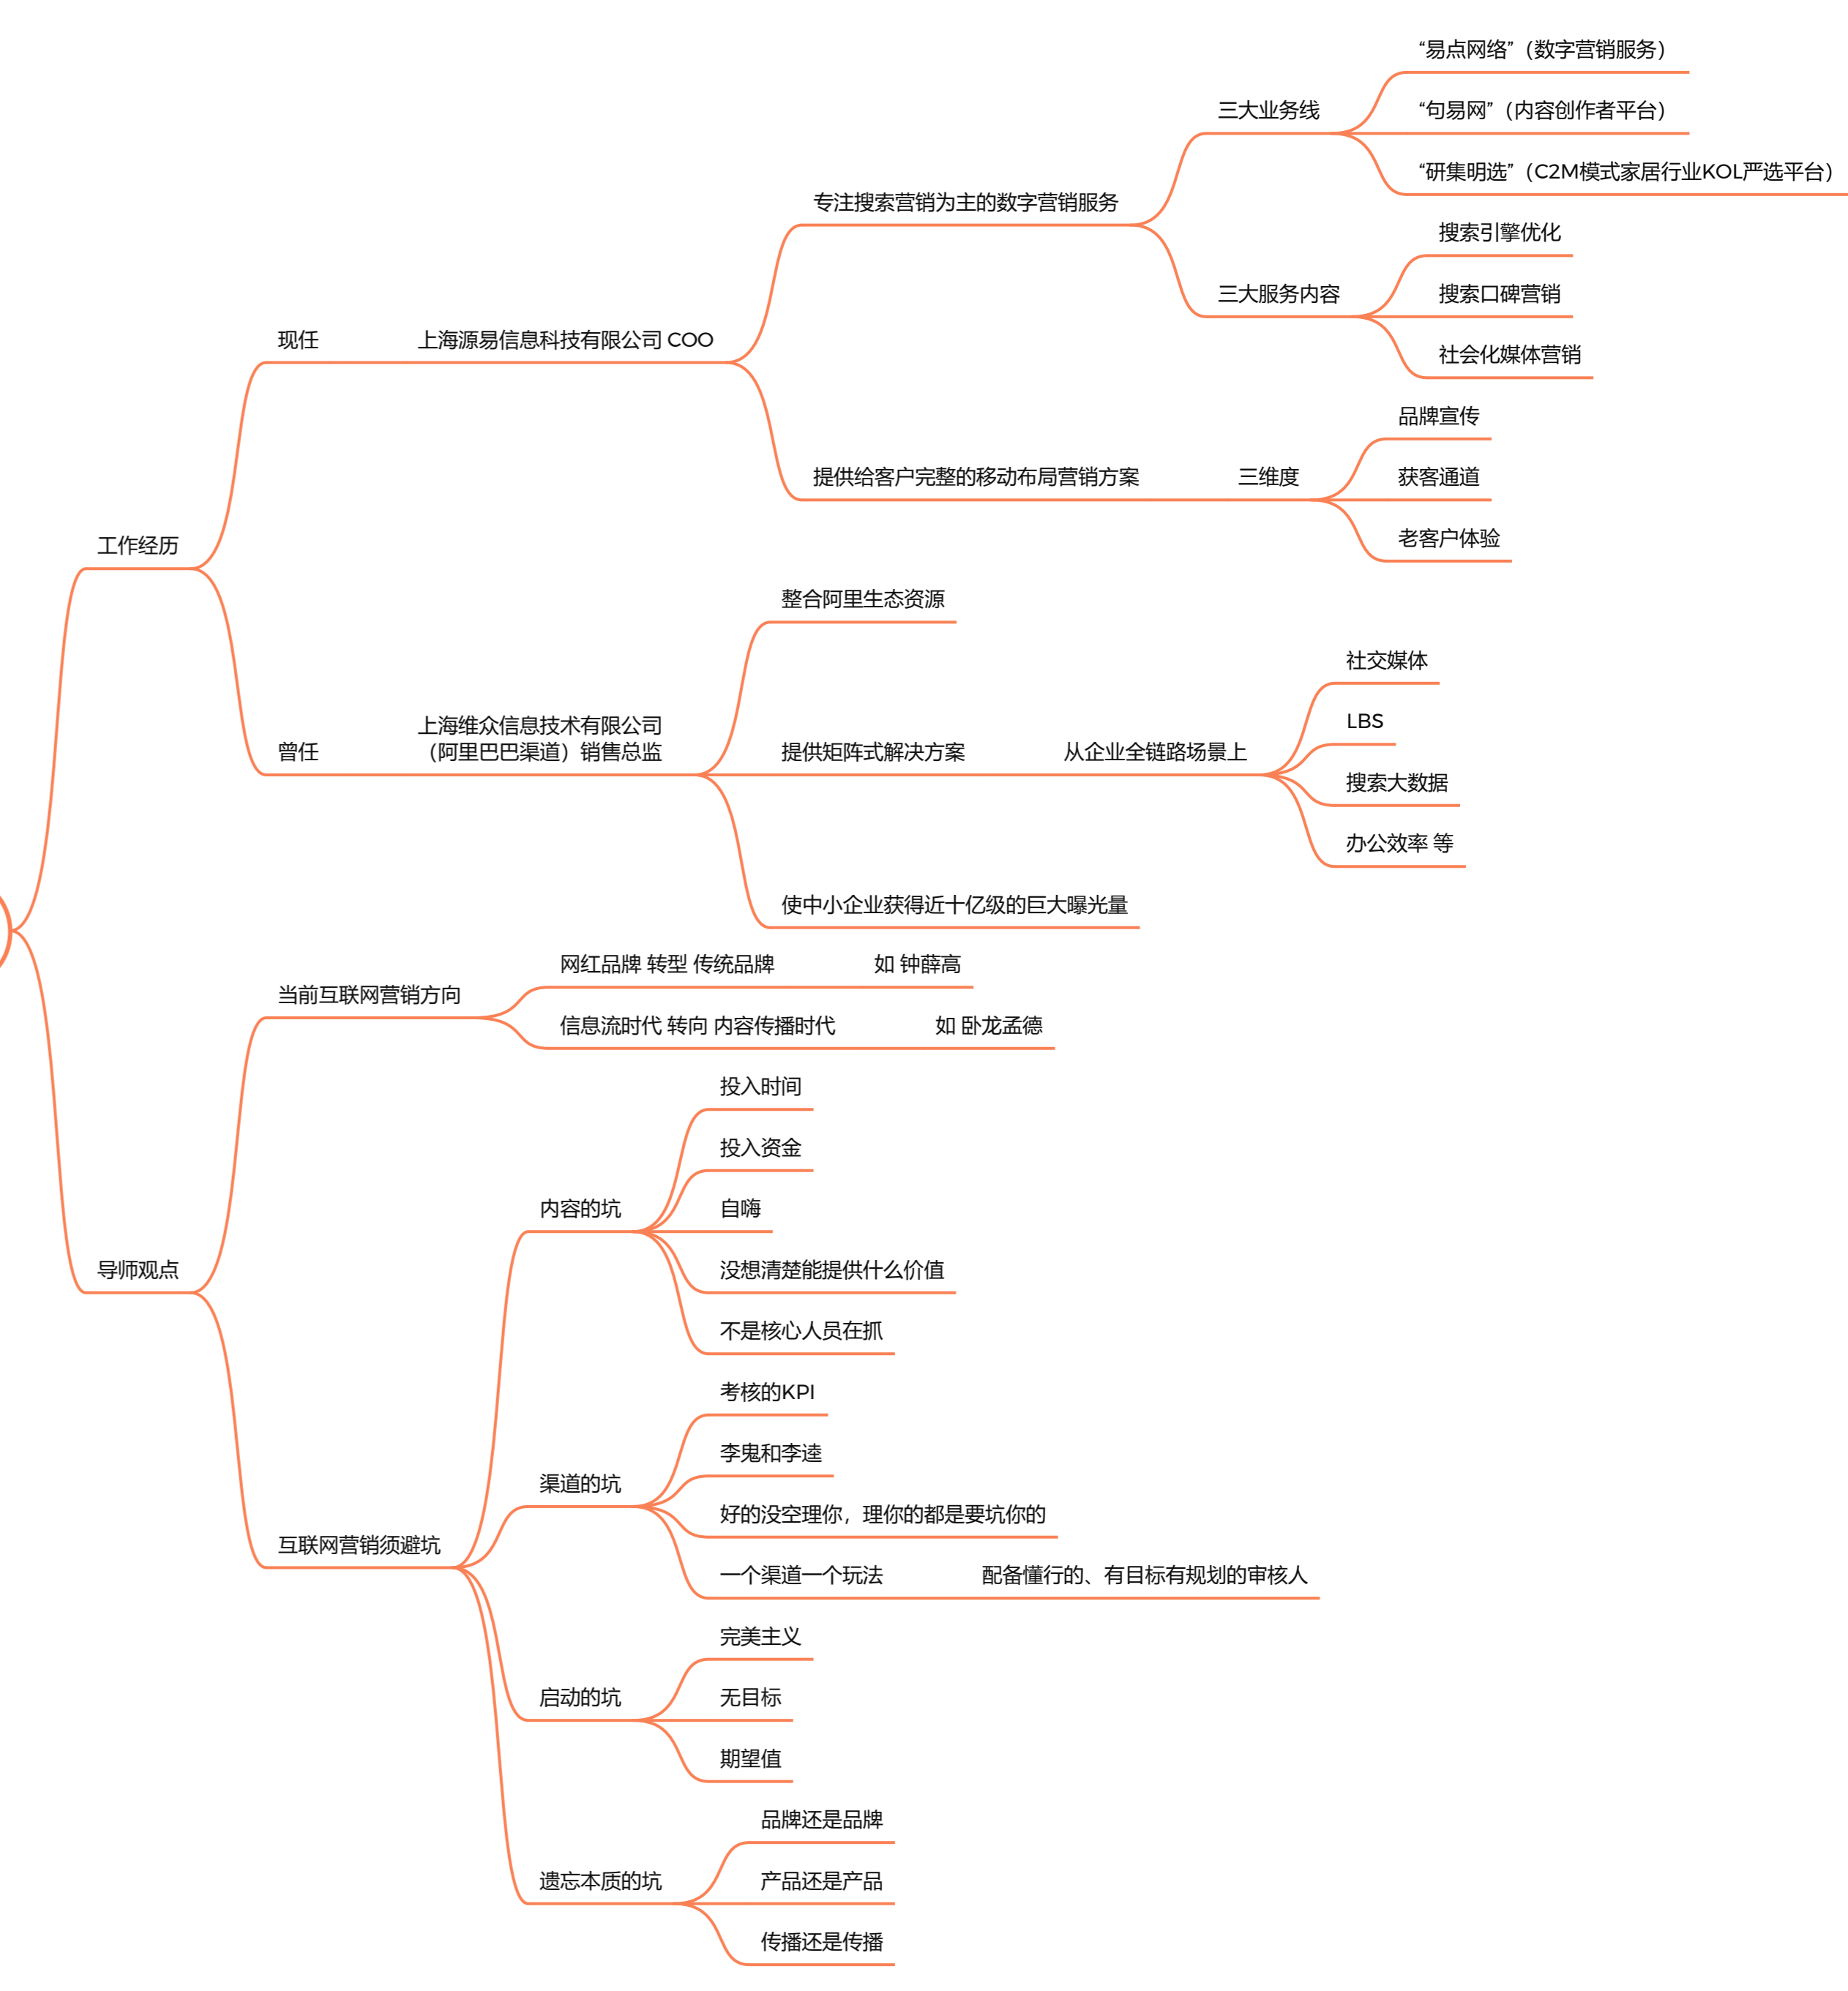 工作经历
现任
上海源易信息科技有限公司 COO
专注搜索营销为主的数字营销服务
三大业务线
“易点网络”（数字营销服务）
“句易网”（内容创作者平台）
“研集明选”（C2M模式家居行业KOL严选平台）
三大服务内容
搜索引擎优化
搜索口碑营销
社会化媒体营销
提供给客户完整的移动布局营销方案
三维度
品牌宣传
获客通道
老客户体验
曾任
上海维众信息技术有限公司
（阿里巴巴渠道）销售总监
整合阿里生态资源
提供矩阵式解决方案
从企业全链路场景上
社交媒体
LBS
搜索大数据
办公效率 等
使中小企业获得近十亿级的巨大曝光量
导师观点
当前互联网营销方向
网红品牌 转型 传统品牌
如 钟薛高
信息流时代 转向 内容传播时代
如 卧龙孟德
互联网营销须避坑
内容的坑
投入时间
投入资金
自嗨
没想清楚能提供什么价值
不是核心人员在抓
渠道的坑
考核的KPI
李鬼和李逵
好的没空理你，理你的都是要坑你的
一个渠道一个玩法
配备懂行的、有目标有规划的审核人
启动的坑
完美主义
无目标
期望值
遗忘本质的坑
品牌还是品牌
产品还是产品
传播还是传播